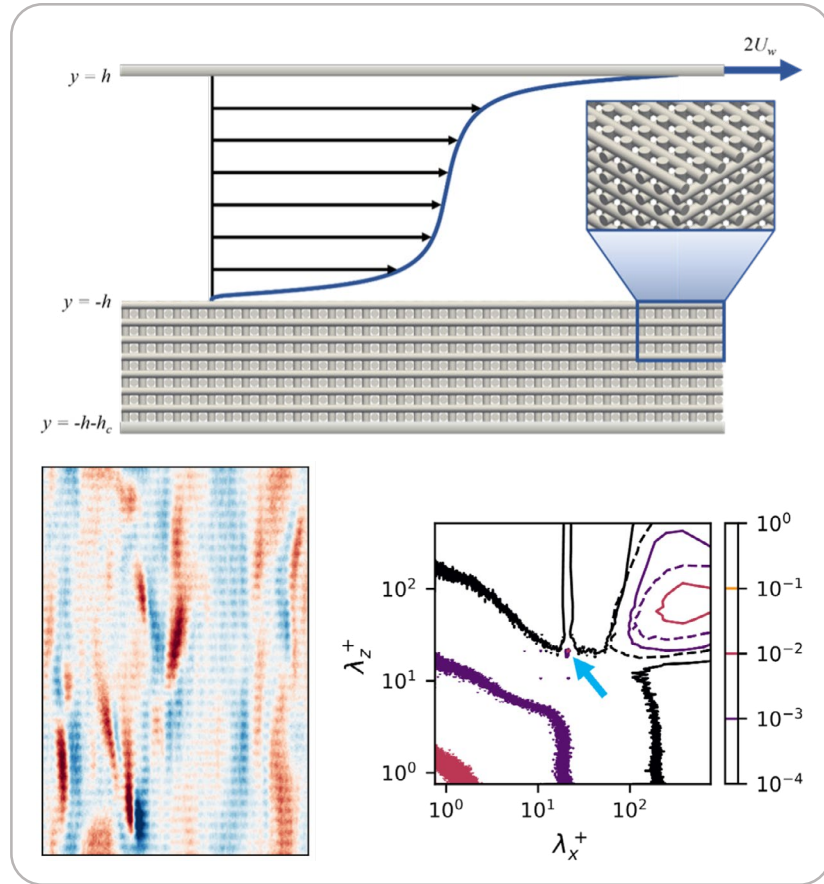 2U_w
y = h
y = -h
y = -h-h_c
10^0
10^-1
10^-2
10^-3
10^-4
λ_z^+
10^2
10^1
10^0
10^0 10^1 10^2
λ_x^+